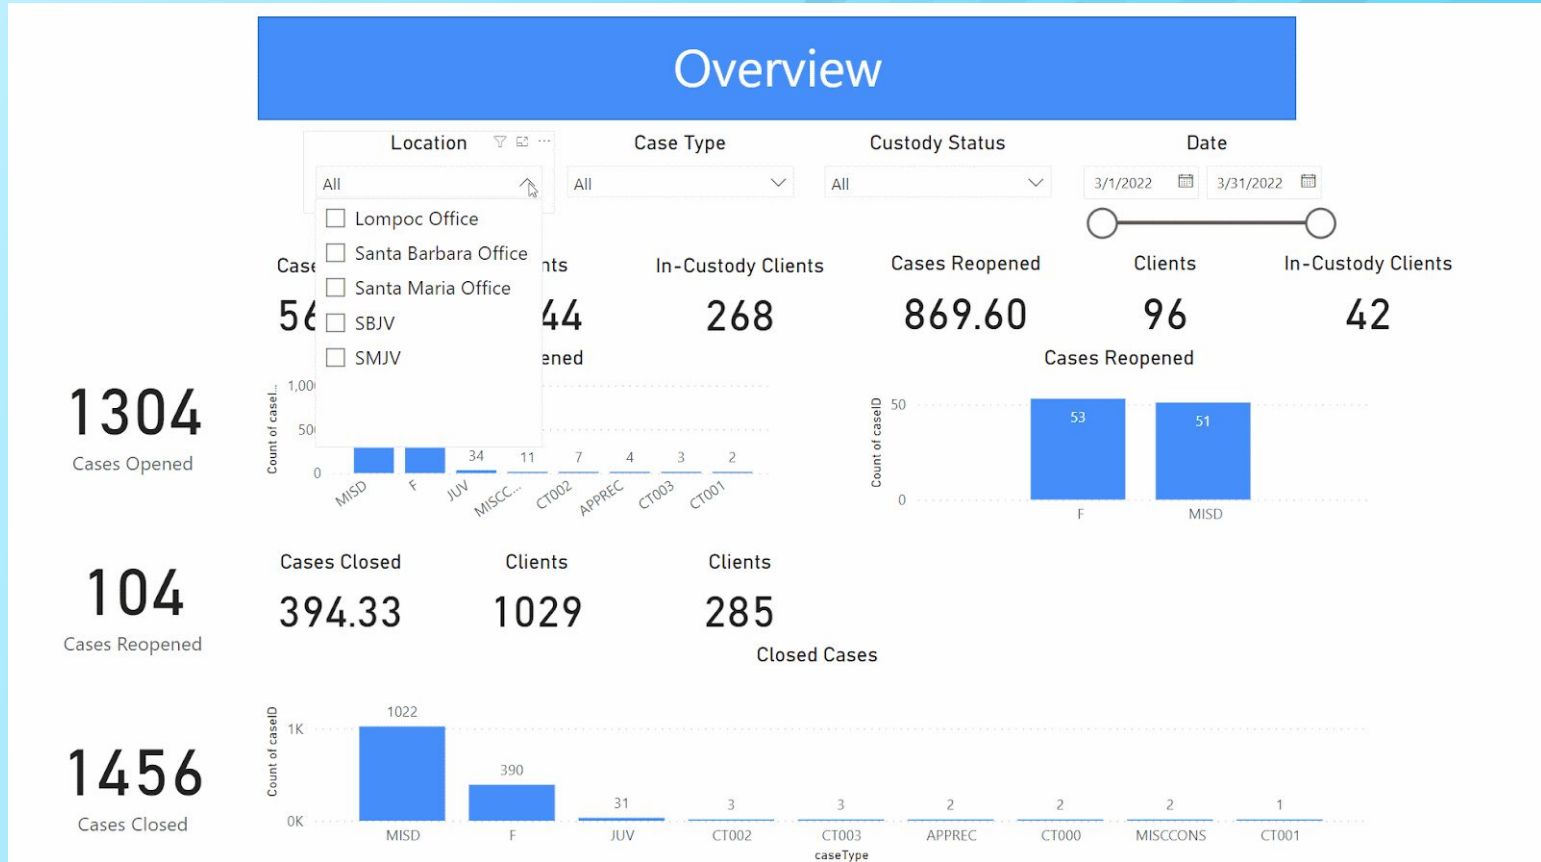 Overview
Location
Case Type
Custody Status
Date
All
All
All
3/1/2022
3/31/2022
Lompoc Office
Santa Barbara Office
Santa Maria Office
SBJV
SMJV
In-Custody Clients
Cases Reopened
Clients
In-Custody Clients
268
869.60
96
42
1304
Cases Opened
Count of caseI...
0
34
11
7
4
3
2
MISD
F
JUV
MISCC...
CT002
APPREC
CT003
CT001
Cases Reopened
Count of caseID
50
0
53
51
F
MISD
104
Cases Reopened
Cases Closed
Clients
Clients
394.33
1029
285
1456
Cases Closed
Closed Cases
Count of caseID
1K
0K
1022
390
31
3
3
2
2
2
1
MISD
F
JUV
CT002
CT003
APPREC
CT000
MISCCONS
CT001
caseType